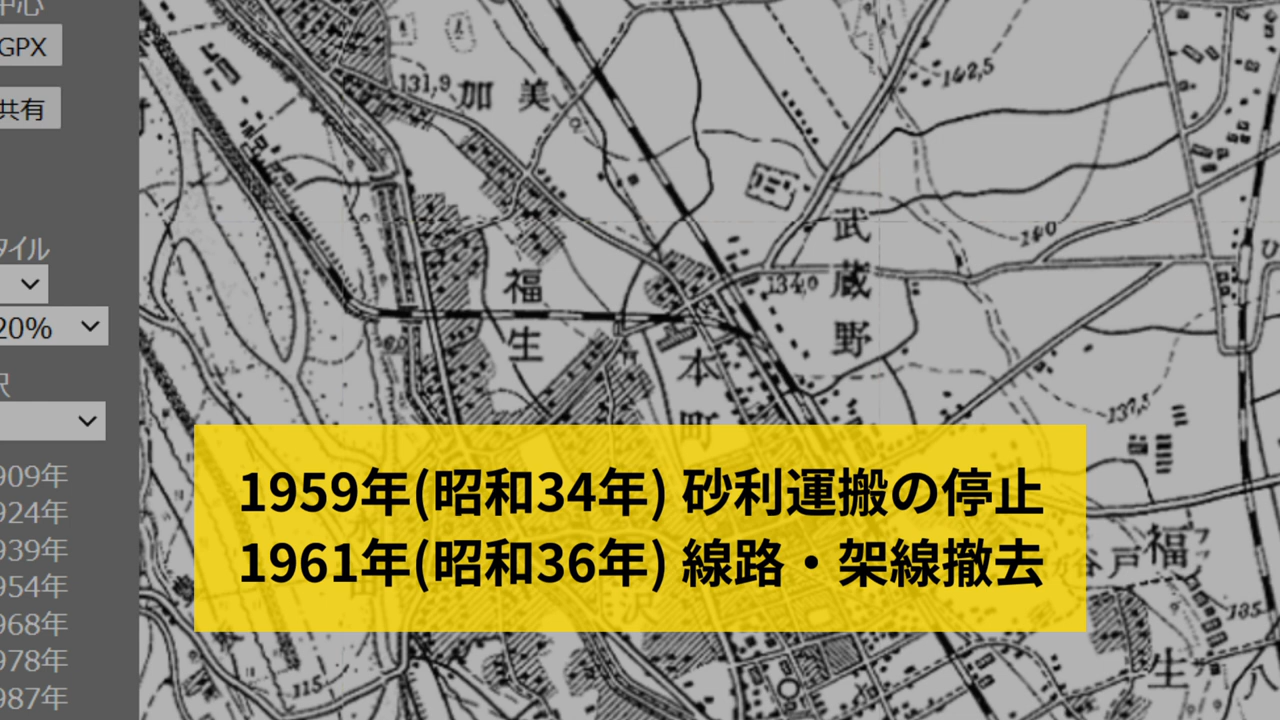 中心
GPX
共有
タイル
20%
択
909年
924年
939年
954年
968年
978年
987年
131,9
加美
142,5
武蔵野
140
134,0
ひ
福生
本町
137,5
1959年(昭和34年) 砂利運搬の停止
1961年(昭和36年) 線路・架線撤去
谷戸
福生
135
115
八